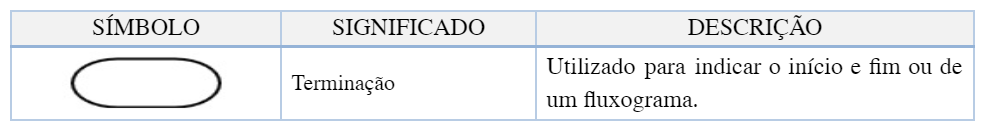 SÍMBOLO SIGNIFICADO DESCRIÇÃO
Terminação
Utilizado para indicar o início e fim ou de
um fluxograma.